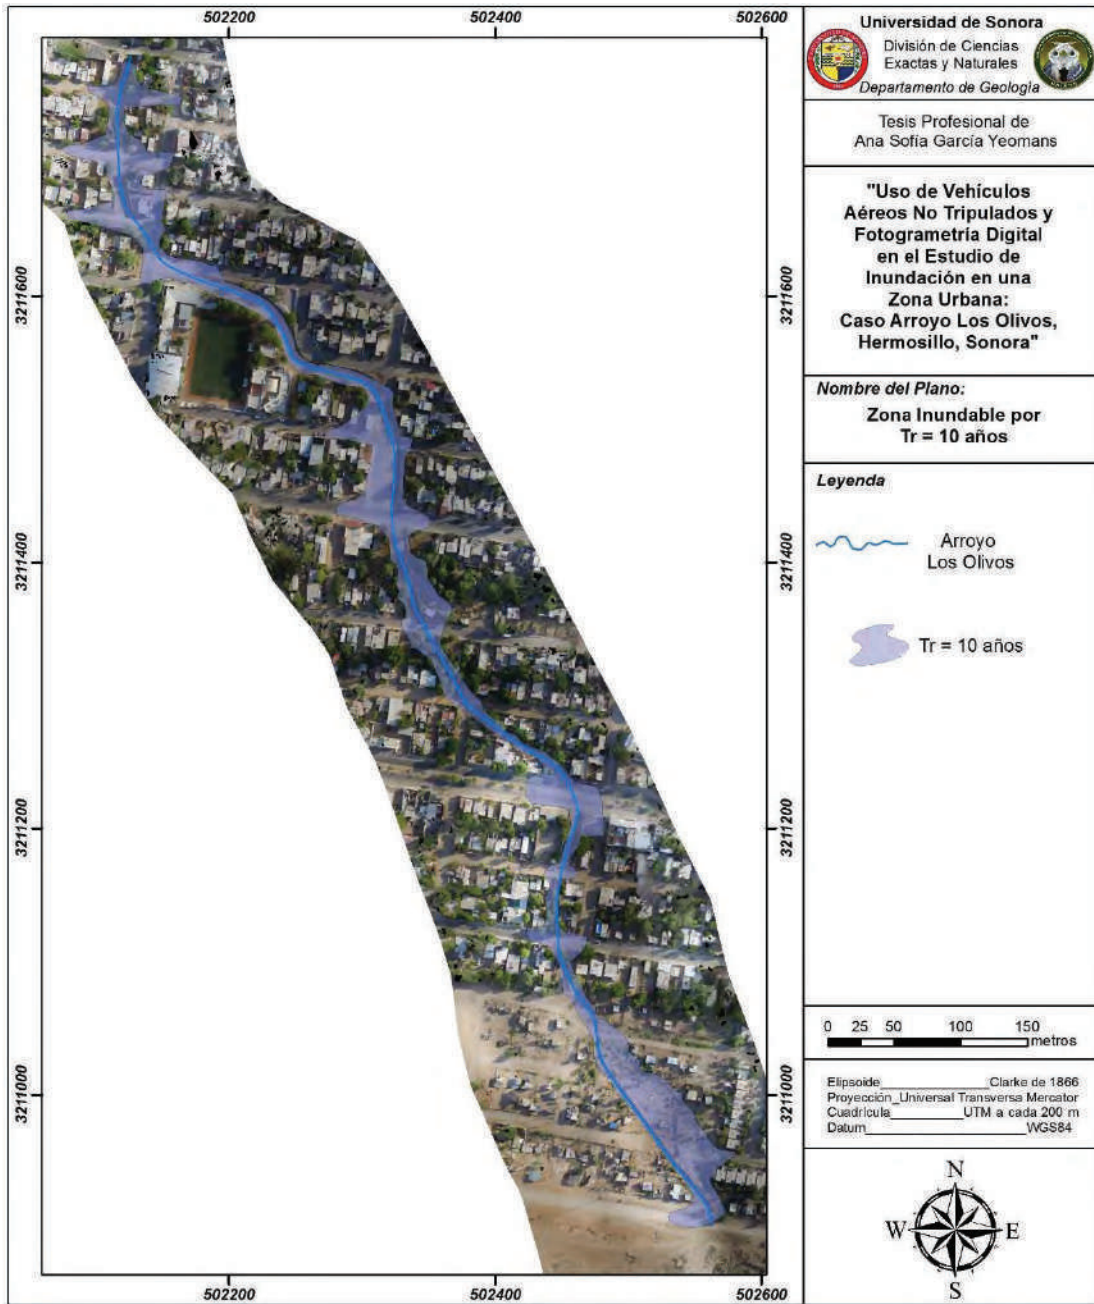 502200
502400
502600
3211600
3211400
3211200
3211000
3211600
3211400
3211200
3211000
502200
502400
502600
Universidad de Sonora
División de Ciencias
Exactas y Naturales
Departamento de Geología
Tesis Profesional de
Ana Sofía García Yeomans
"Uso de Vehículos
Aéreos No Tripulados y
Fotogrametría Digital
en el Estudio de
Inundación en una
Zona Urbana:
Caso Arroyo Los Olivos,
Hermosillo, Sonora"
Nombre del Plano:
Zona Inundable por
Tr = 10 años
Leyenda
Arroyo
Los Olivos
Tr = 10 años
0 25 50 100 150
metros
Elipsoide Clarke de 1866
Proyección_Universal Transversa Mercator
Cuadrícula UTM a cada 200 m
Datum WGS84
N
W E
S